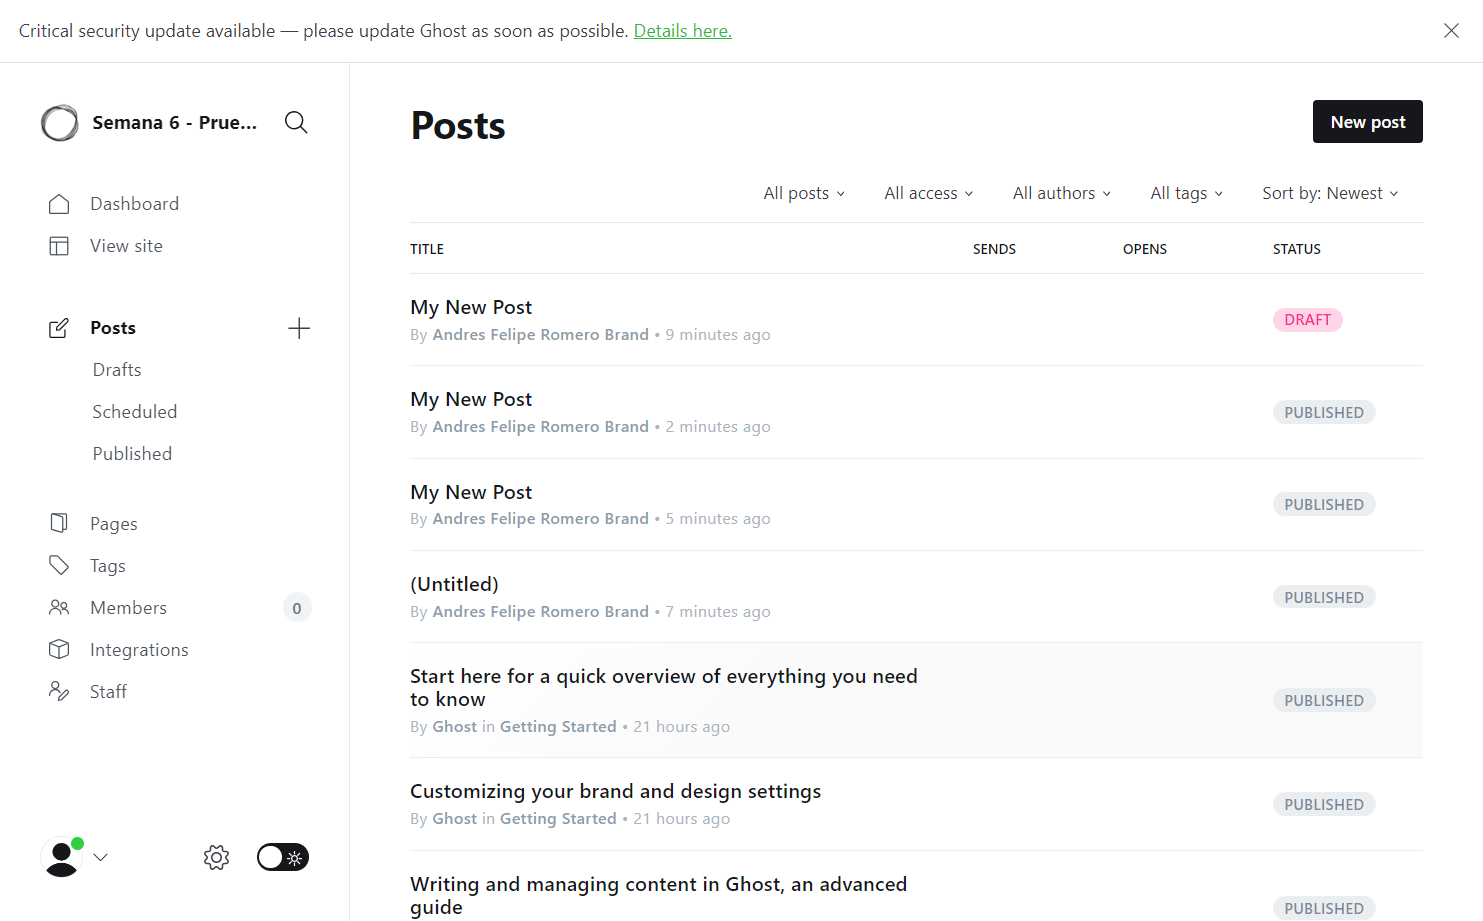 Critical security update available — please update Ghost as soon as possible. Details here.
Semana 6 - Prue...
Dashboard
View site
Posts
Drafts
Scheduled
Published
Pages
Tags
Members 0
Integrations
Staff
Posts
New post
All posts
All access
All authors
All tags
Sort by: Newest
TITLE SENDS OPENS STATUS
My New Post
By Andres Felipe Romero Brand • 9 minutes ago
DRAFT
My New Post
By Andres Felipe Romero Brand • 2 minutes ago
PUBLISHED
My New Post
By Andres Felipe Romero Brand • 5 minutes ago
PUBLISHED
(Untitled)
By Andres Felipe Romero Brand • 7 minutes ago
PUBLISHED
Start here for a quick overview of everything you need
to know
By Ghost in Getting Started • 21 hours ago
PUBLISHED
Customizing your brand and design settings
By Ghost in Getting Started • 21 hours ago
PUBLISHED
Writing and managing content in Ghost, an advanced
guide
PUBLISHED